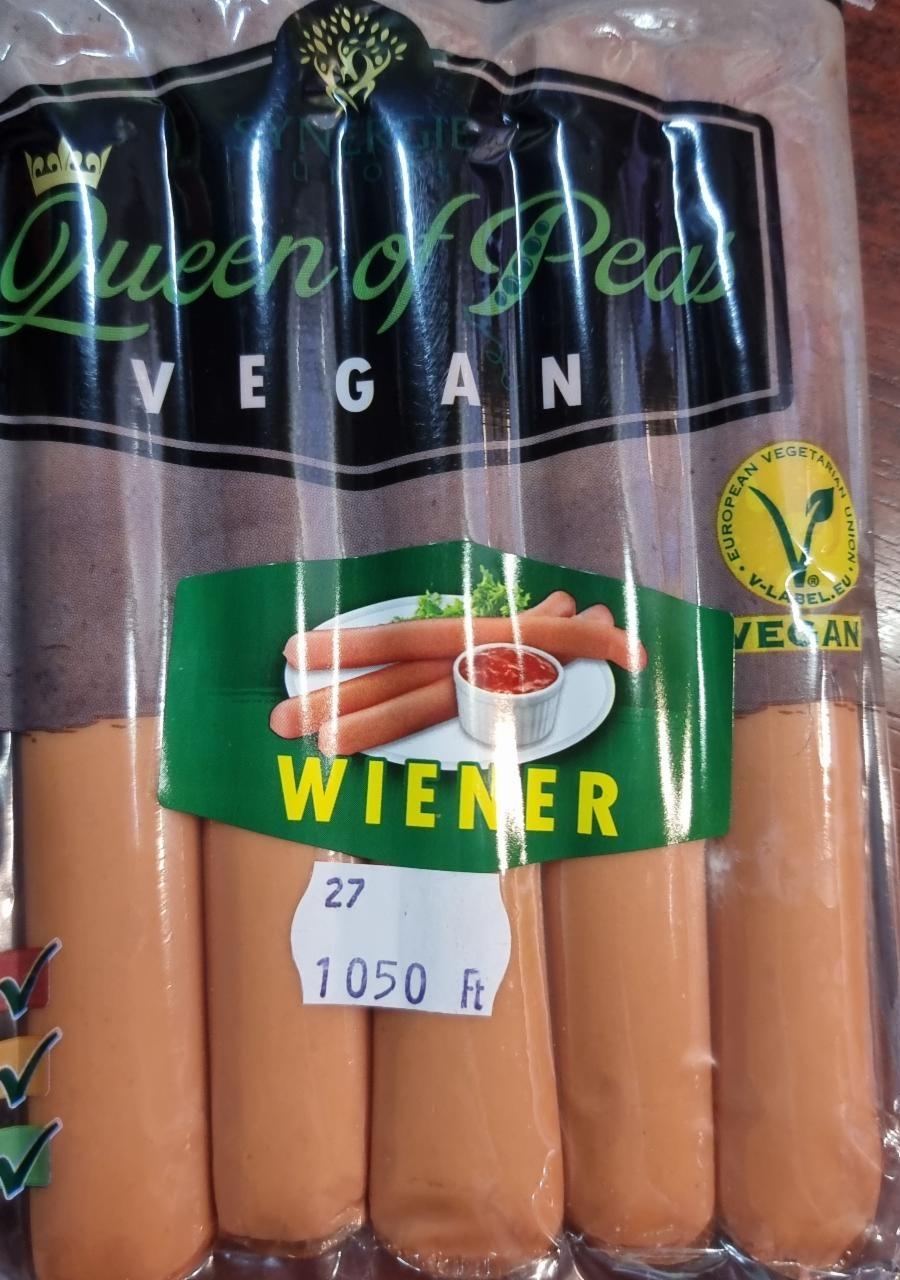 SYNERGIE
Queen of Peas
VEGAN
EUROPEAN VEGETARIAN UNION
V-LABEL.EU
VEGAN
WIENER
27
1050 Ft